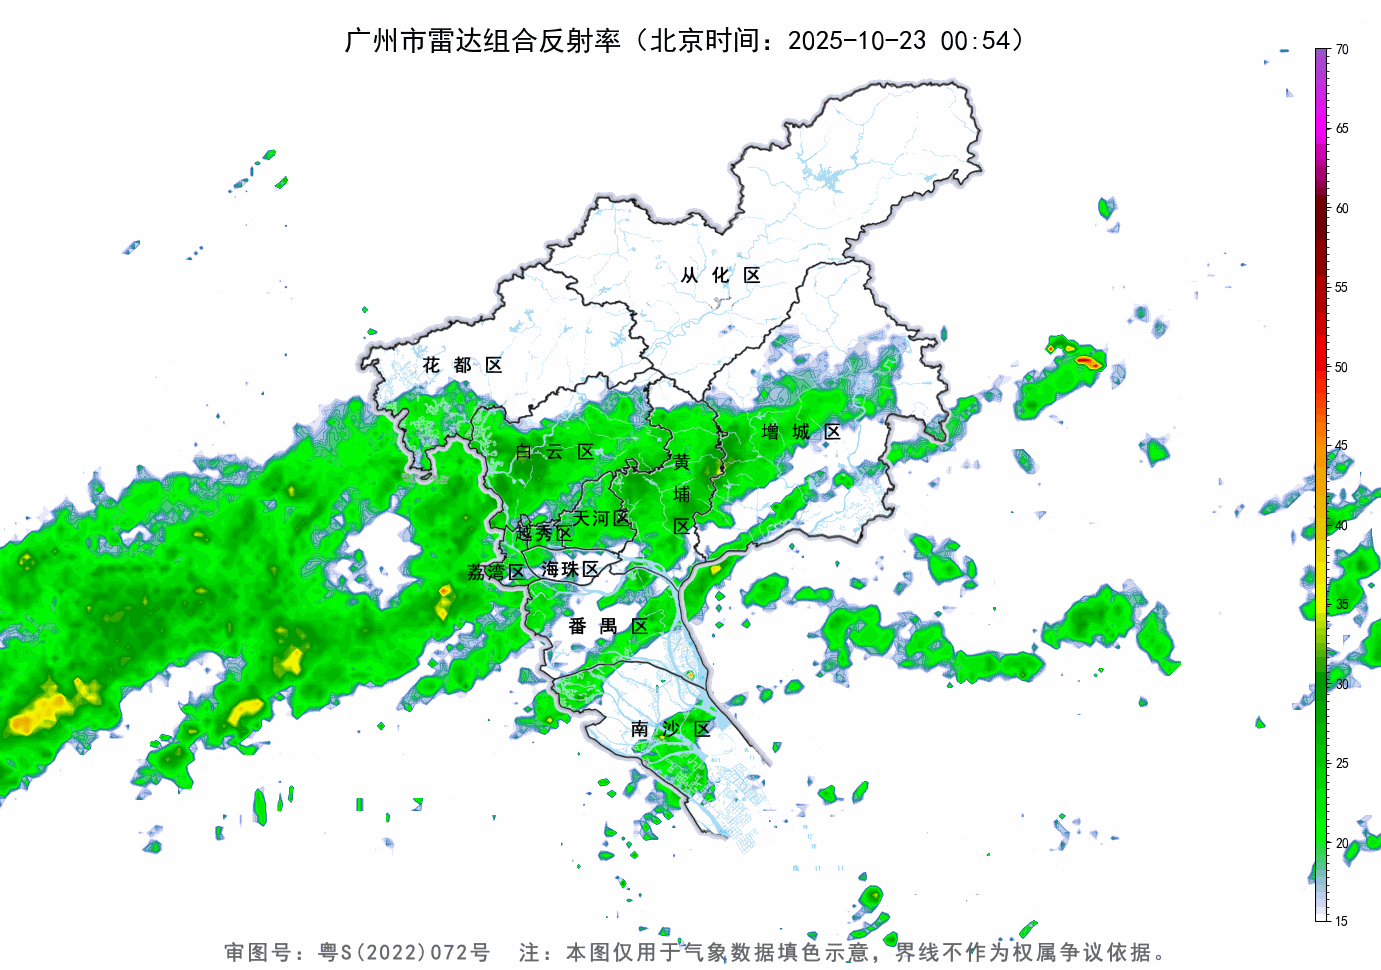 广州市雷达组合反射率（北京时间：2025-10-23 00:54）
70
65
60
55
50
45
40
35
30
25
20
15
从化区
花都区
增城区
白云区
黄埔区
天河区
越秀区
荔湾区
海珠区
番禺区
南沙区
审图号：粤S(2022)072号 注：本图仅用于气象数据填色示意，界线不作为权属争议依据。